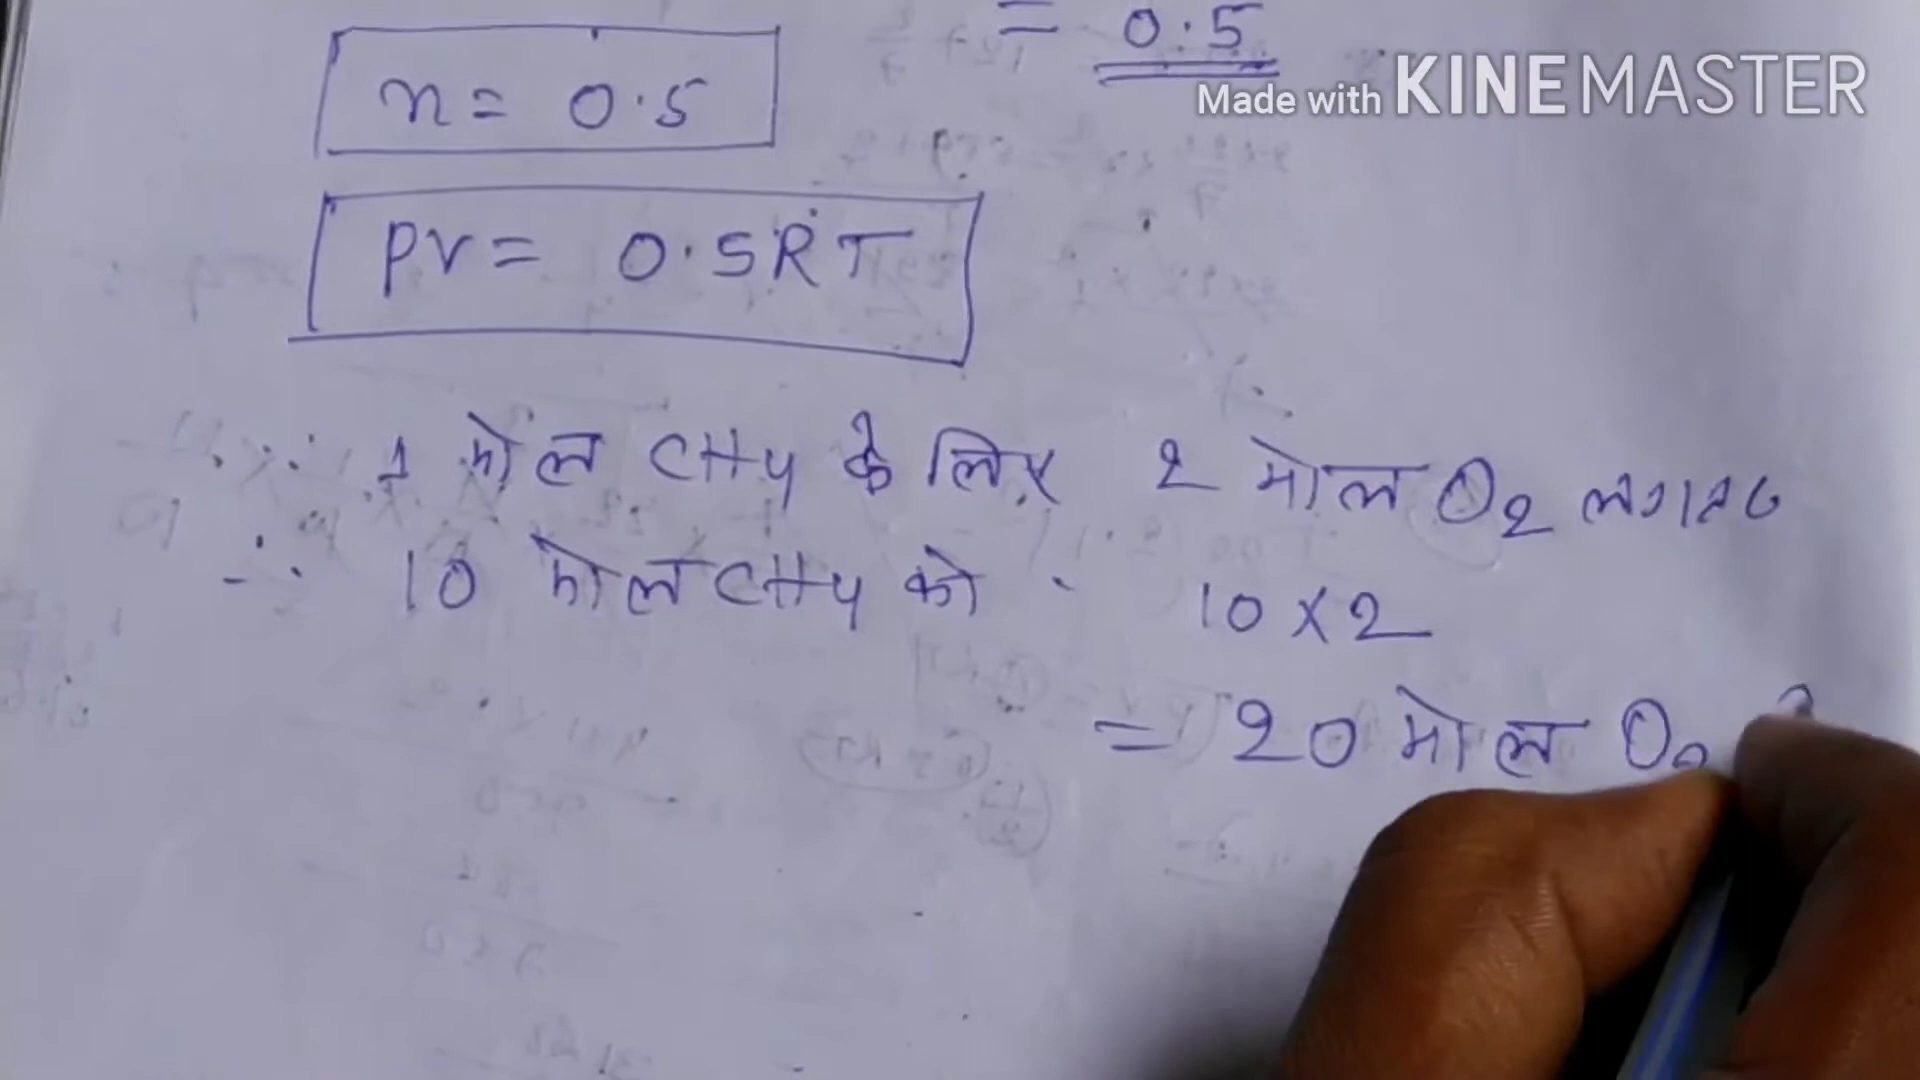 = 0.5
Made with KINEMASTER
n = 0.5
PV = 0.5RT
∵ 1 मोल CH4 के लिए 2 मोल O2
∴ 10 मोल CH4 को 10 × 2
= 20 मोल O2